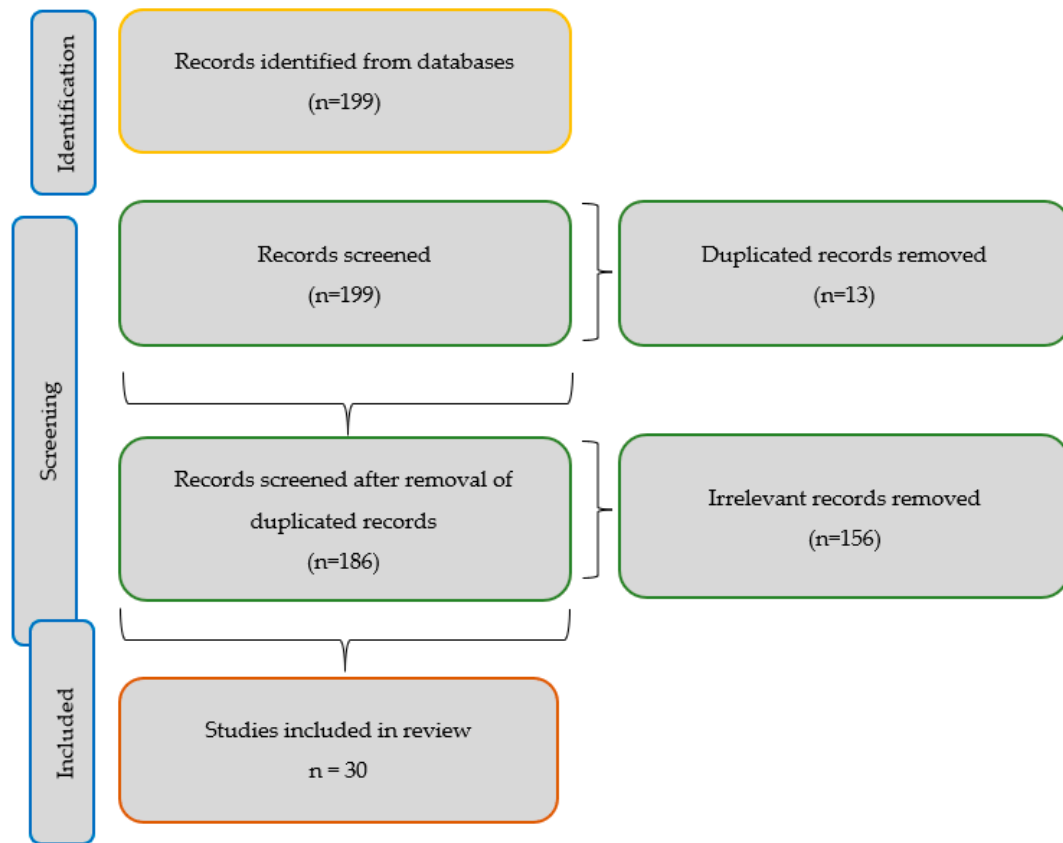 Identification
Records identified from databases
(n=199)
Screening
Records screened
(n=199)
Duplicated records removed
(n=13)
Records screened after removal of
duplicated records
(n=186)
Irrelevant records removed
(n=156)
Included
Studies included in review
n = 30